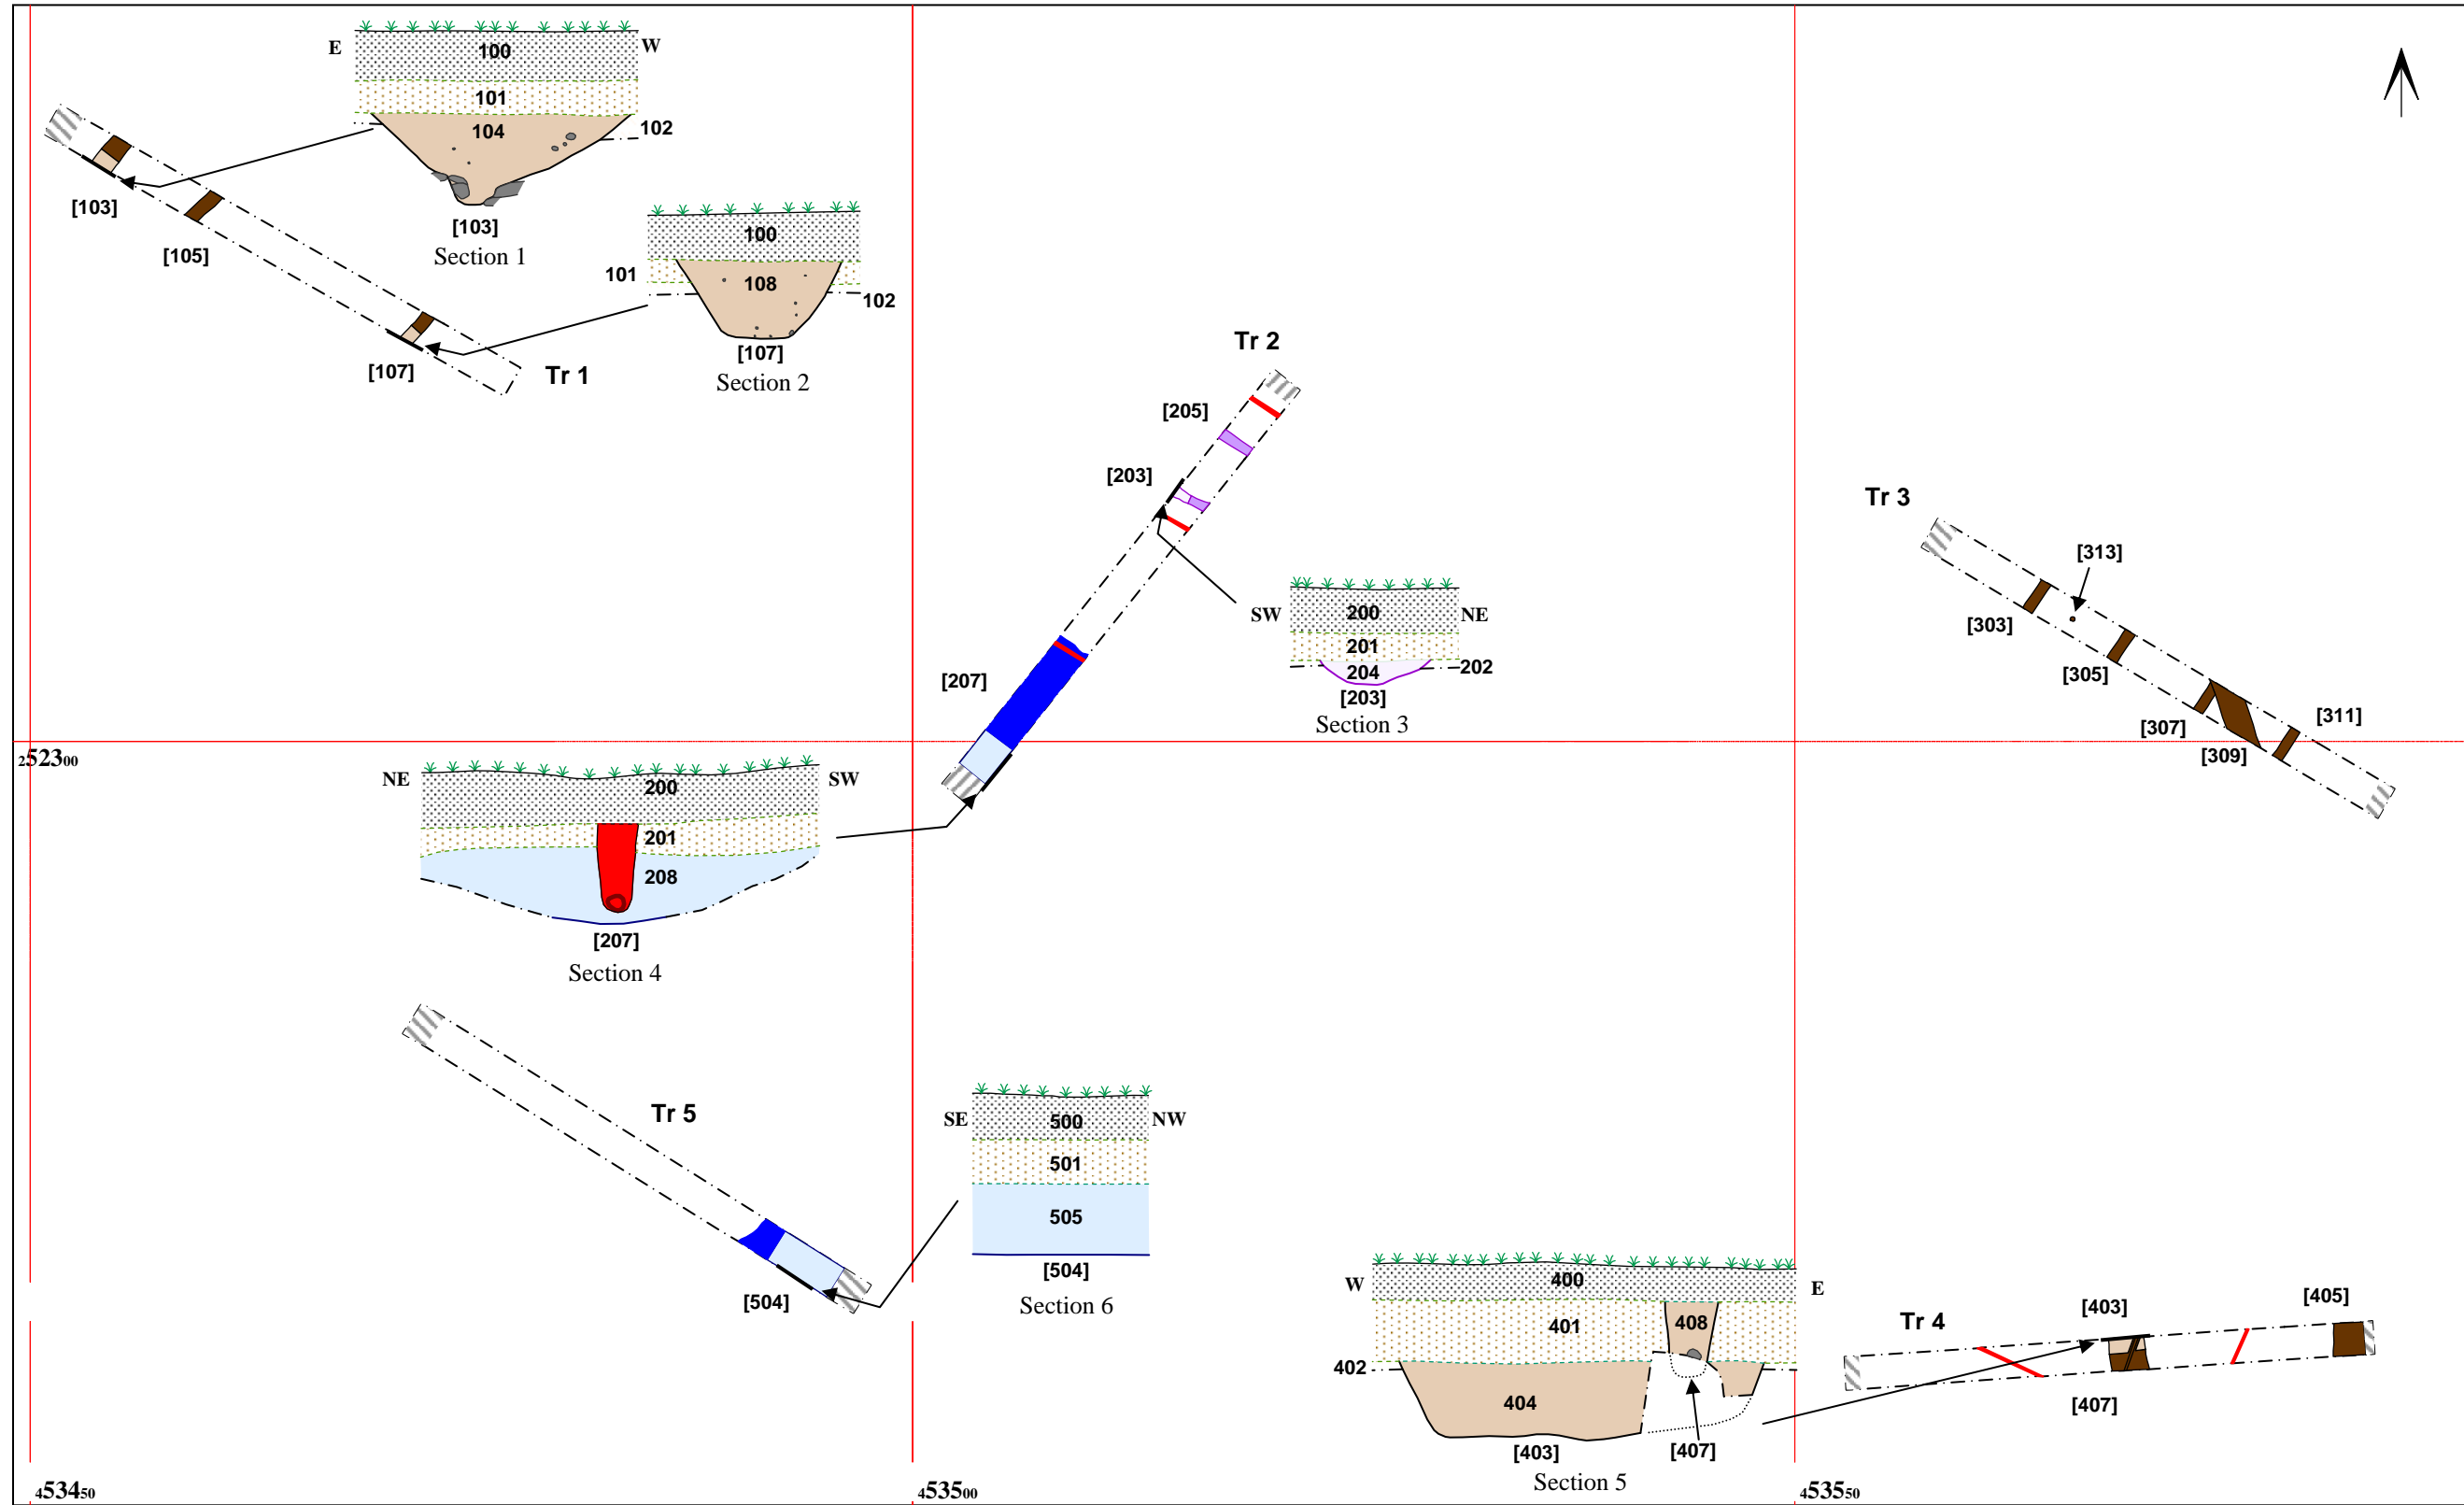 E
100
W
101
104
102
[103]
[103]
Section 1
[105]
100
101
108
102
[107]
Section 2
[107]
Tr 1
Tr 2
[205]
[203]
SW
200
NE
201
204
202
[203]
Section 3
[207]
Tr 3
[313]
[303]
[305]
[307]
[309]
[311]
252300
NE
200
SW
201
208
[207]
Section 4
Tr 5
SE
500
NW
501
505
[504]
Section 6
[504]
W
400
E
401
408
402
404
[403]
[407]
Section 5
Tr 4
[403]
[405]
[407]
453450
453500
453550